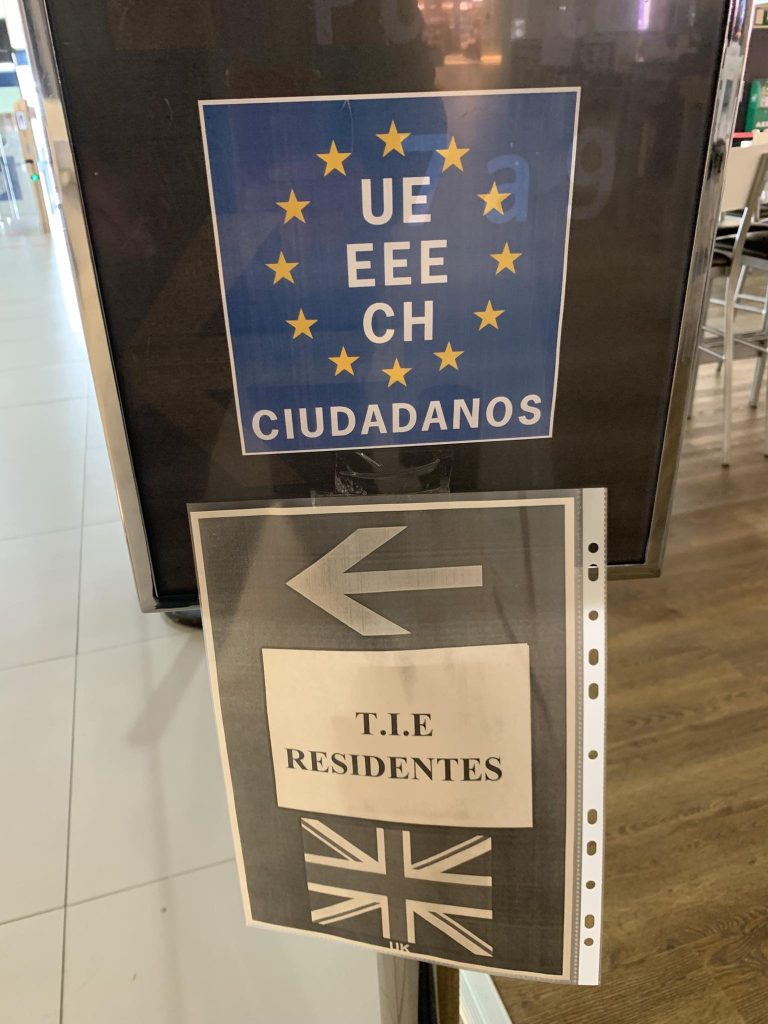 UE
EEE
CH
CIUDADANOS
T.I.E
RESIDENTES
UK